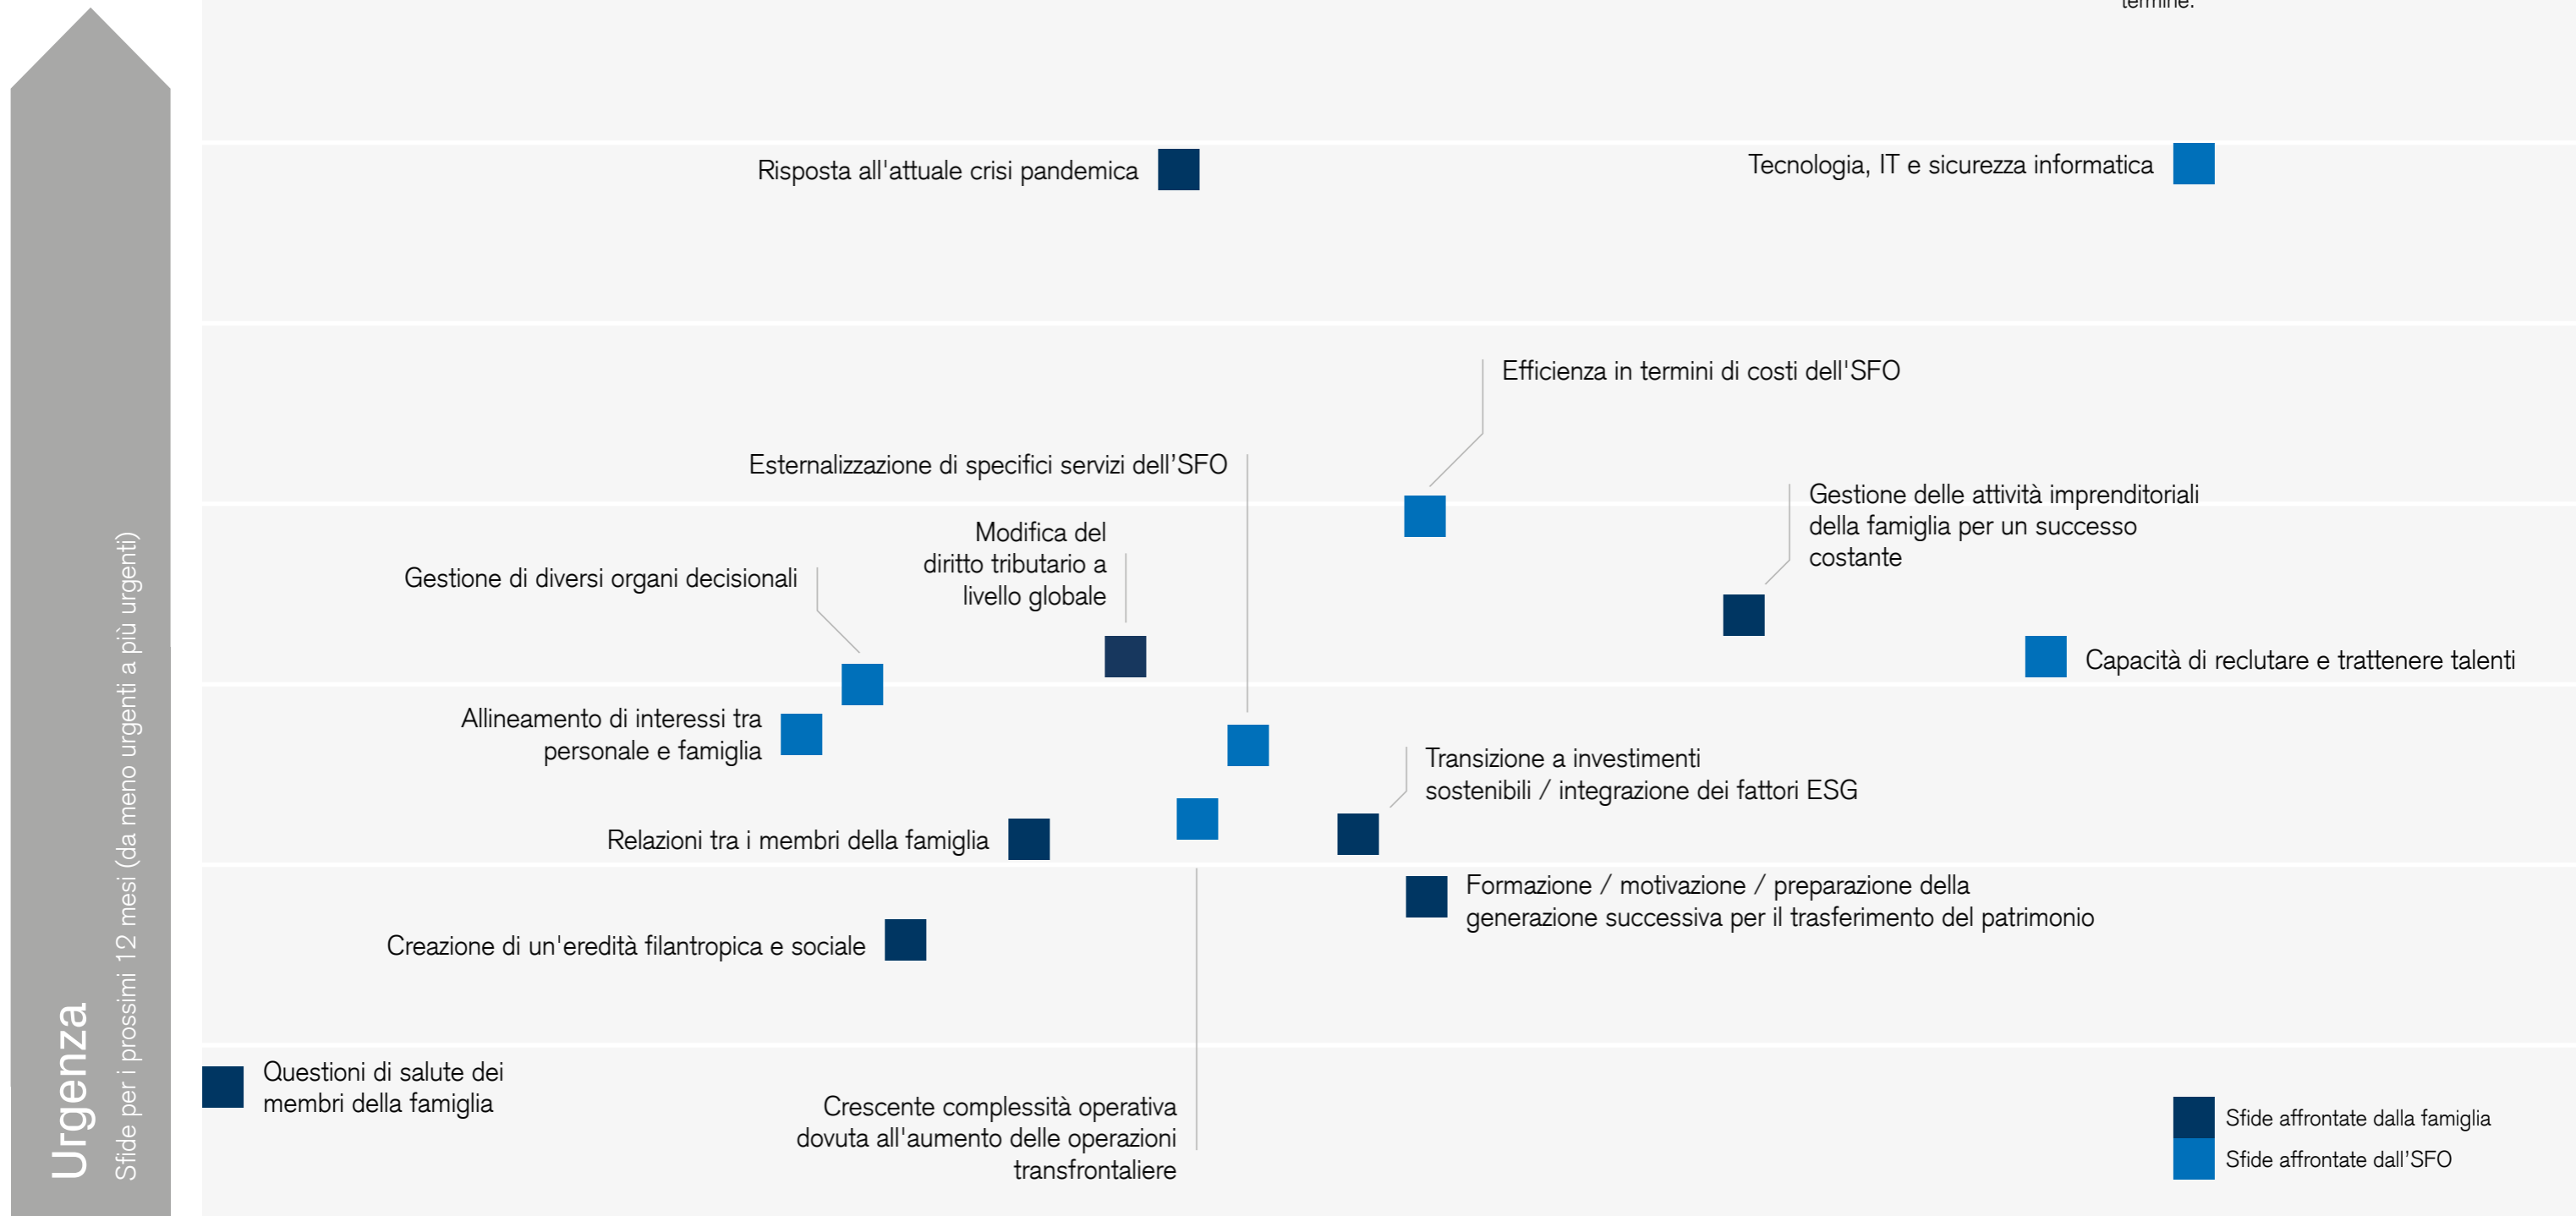 termine.
Risposta all'attuale crisi pandemica
Tecnologia, IT e sicurezza informatica
Efficienza in termini di costi dell'SFO
Esternalizzazione di specifici servizi dell’SFO
Gestione delle attività imprenditoriali
della famiglia per un successo
costante
Modifica del
diritto tributario a
livello globale
Gestione di diversi organi decisionali
Capacità di reclutare e trattenere talenti
Allineamento di interessi tra
personale e famiglia
Transizione a investimenti
sostenibili / integrazione dei fattori ESG
Relazioni tra i membri della famiglia
Formazione / motivazione / preparazione della
generazione successiva per il trasferimento del patrimonio
Creazione di un'eredità filantropica e sociale
Questioni di salute dei
membri della famiglia
Crescente complessità operativa
dovuta all'aumento delle operazioni
transfrontaliere
Urgenza
Sfide per i prossimi 12 mesi (da meno urgenti a più urgenti)
Sfide affrontate dalla famiglia
Sfide affrontate dall’SFO